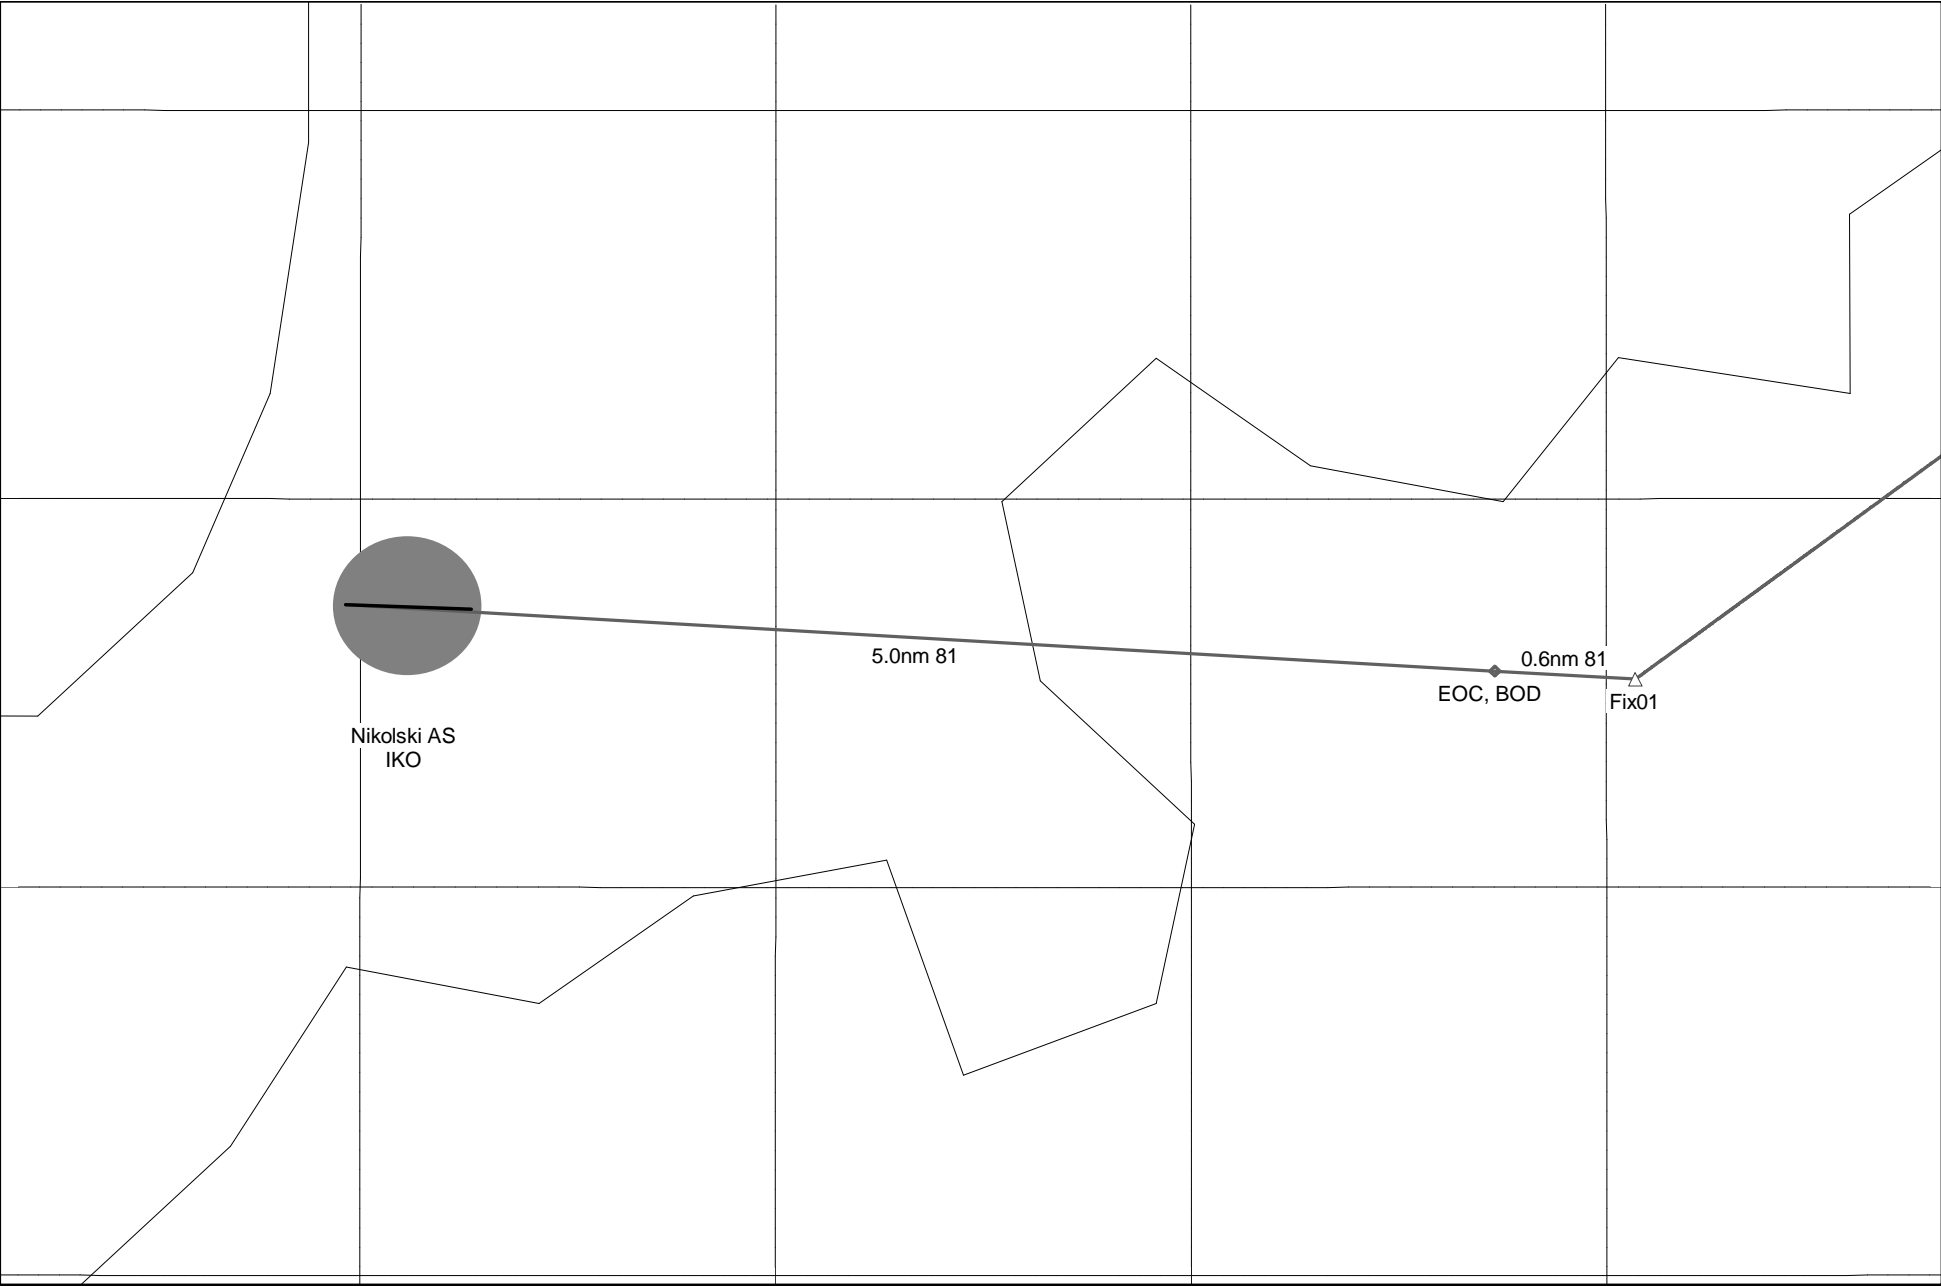 5.0nm 81
0.6nm 81
EOC, BOD
Fix01
Nikolski AS
IKO